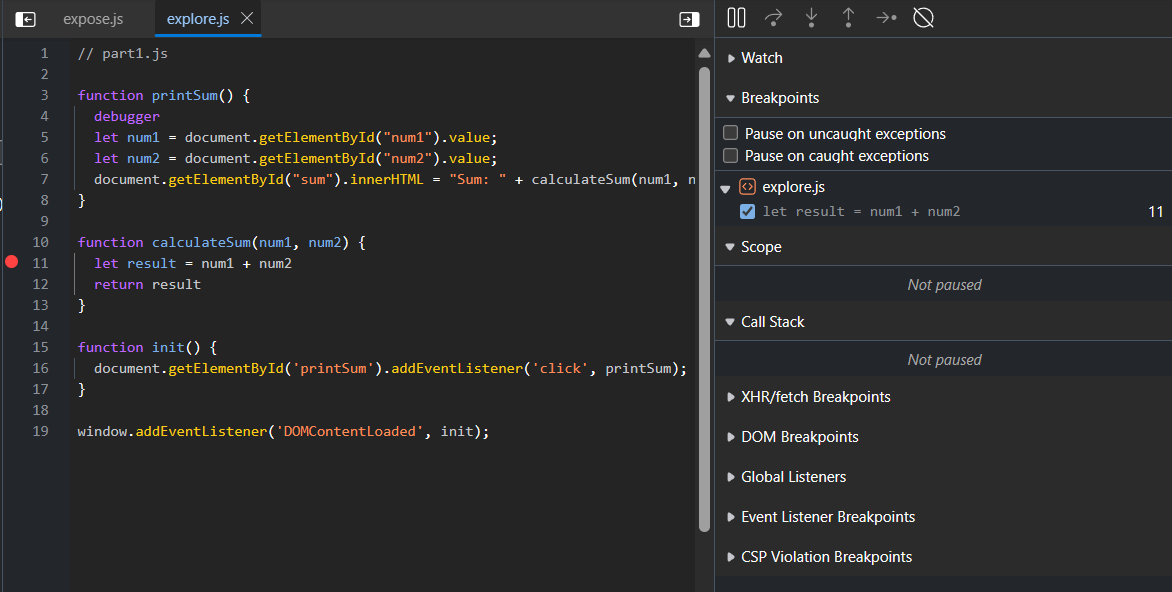 expose.js
explore.js
1 // part1.js
2
3 function printSum() {
4   debugger
5   let num1 = document.getElementById("num1").value;
6   let num2 = document.getElementById("num2").value;
7   document.getElementById("sum").innerHTML = "Sum: " + calculateSum(num1, n
8 }
9
10 function calculateSum(num1, num2) {
11   let result = num1 + num2
12   return result
13 }
14
15 function init() {
16   document.getElementById('printSum').addEventListener('click', printSum);
17 }
18
19 window.addEventListener('DOMContentLoaded', init);
Watch
Breakpoints
Pause on uncaught exceptions
Pause on caught exceptions
explore.js
let result = num1 + num2 11
Scope
Not paused
Call Stack
Not paused
XHR/fetch Breakpoints
DOM Breakpoints
Global Listeners
Event Listener Breakpoints
CSP Violation Breakpoints